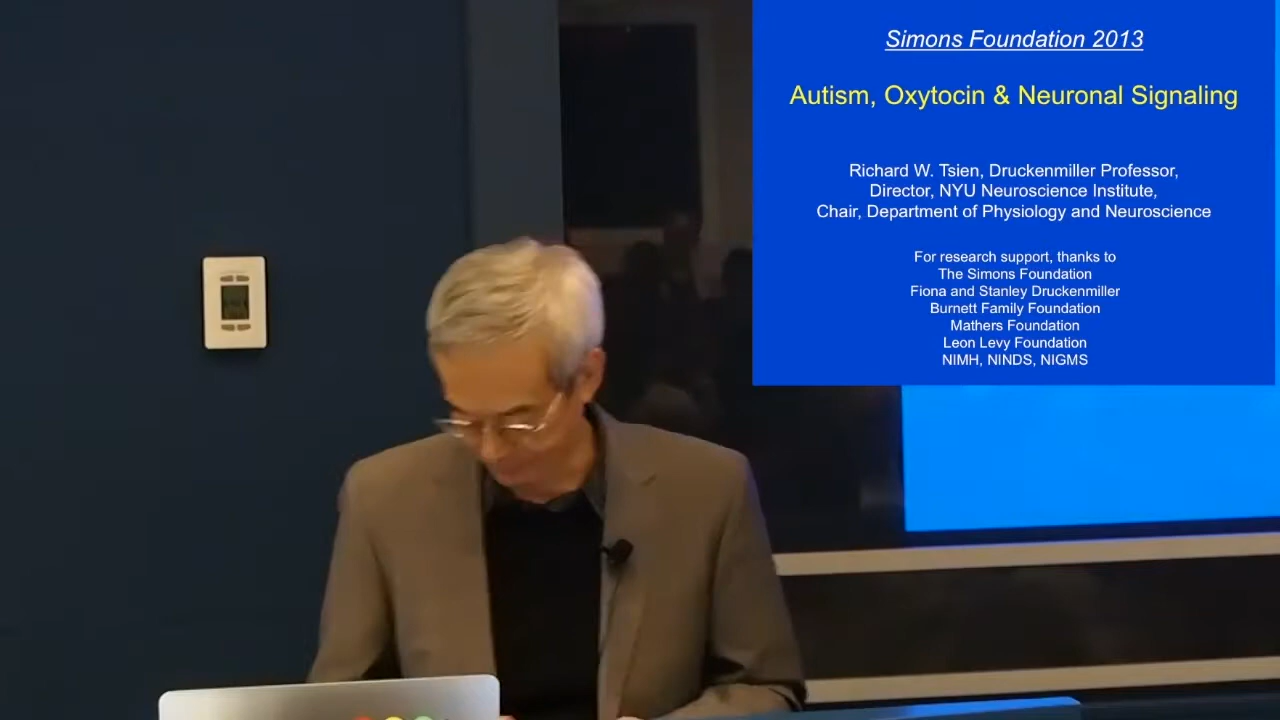 Simons Foundation 2013
Autism, Oxytocin & Neuronal Signaling
Richard W. Tsien, Druckenmiller Professor,
Director, NYU Neuroscience Institute,
Chair, Department of Physiology and Neuroscience
For research support, thanks to
The Simons Foundation
Fiona and Stanley Druckenmiller
Burnett Family Foundation
Mathers Foundation
Leon Levy Foundation
NIMH, NINDS, NIGMS